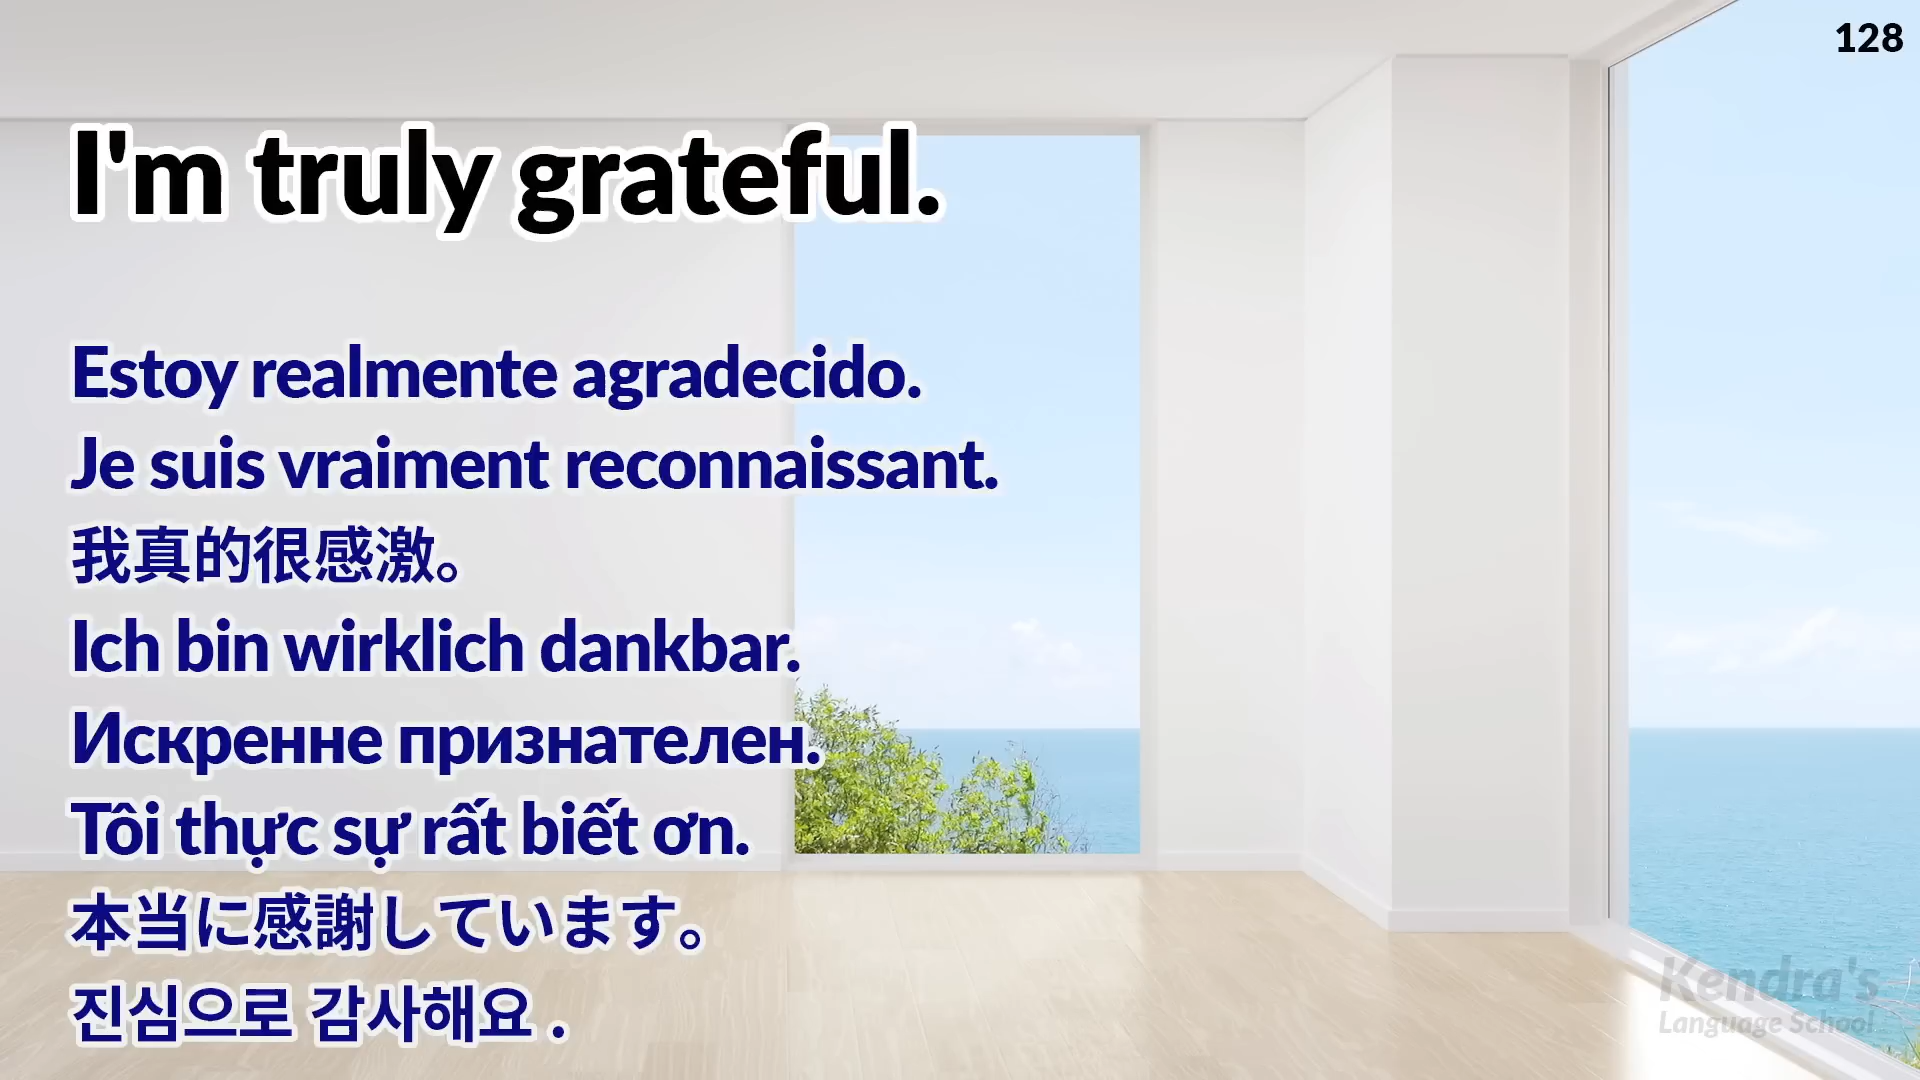 128
I'm truly grateful.
Estoy realmente agradecido.
Je suis vraiment reconnaissant.
我真的很感激。
Ich bin wirklich dankbar.
Искренне признателен.
Tôi thực sự rất biết ơn.
本当に感謝しています。
진심으로 감사해요 .
Kendra's
Language School